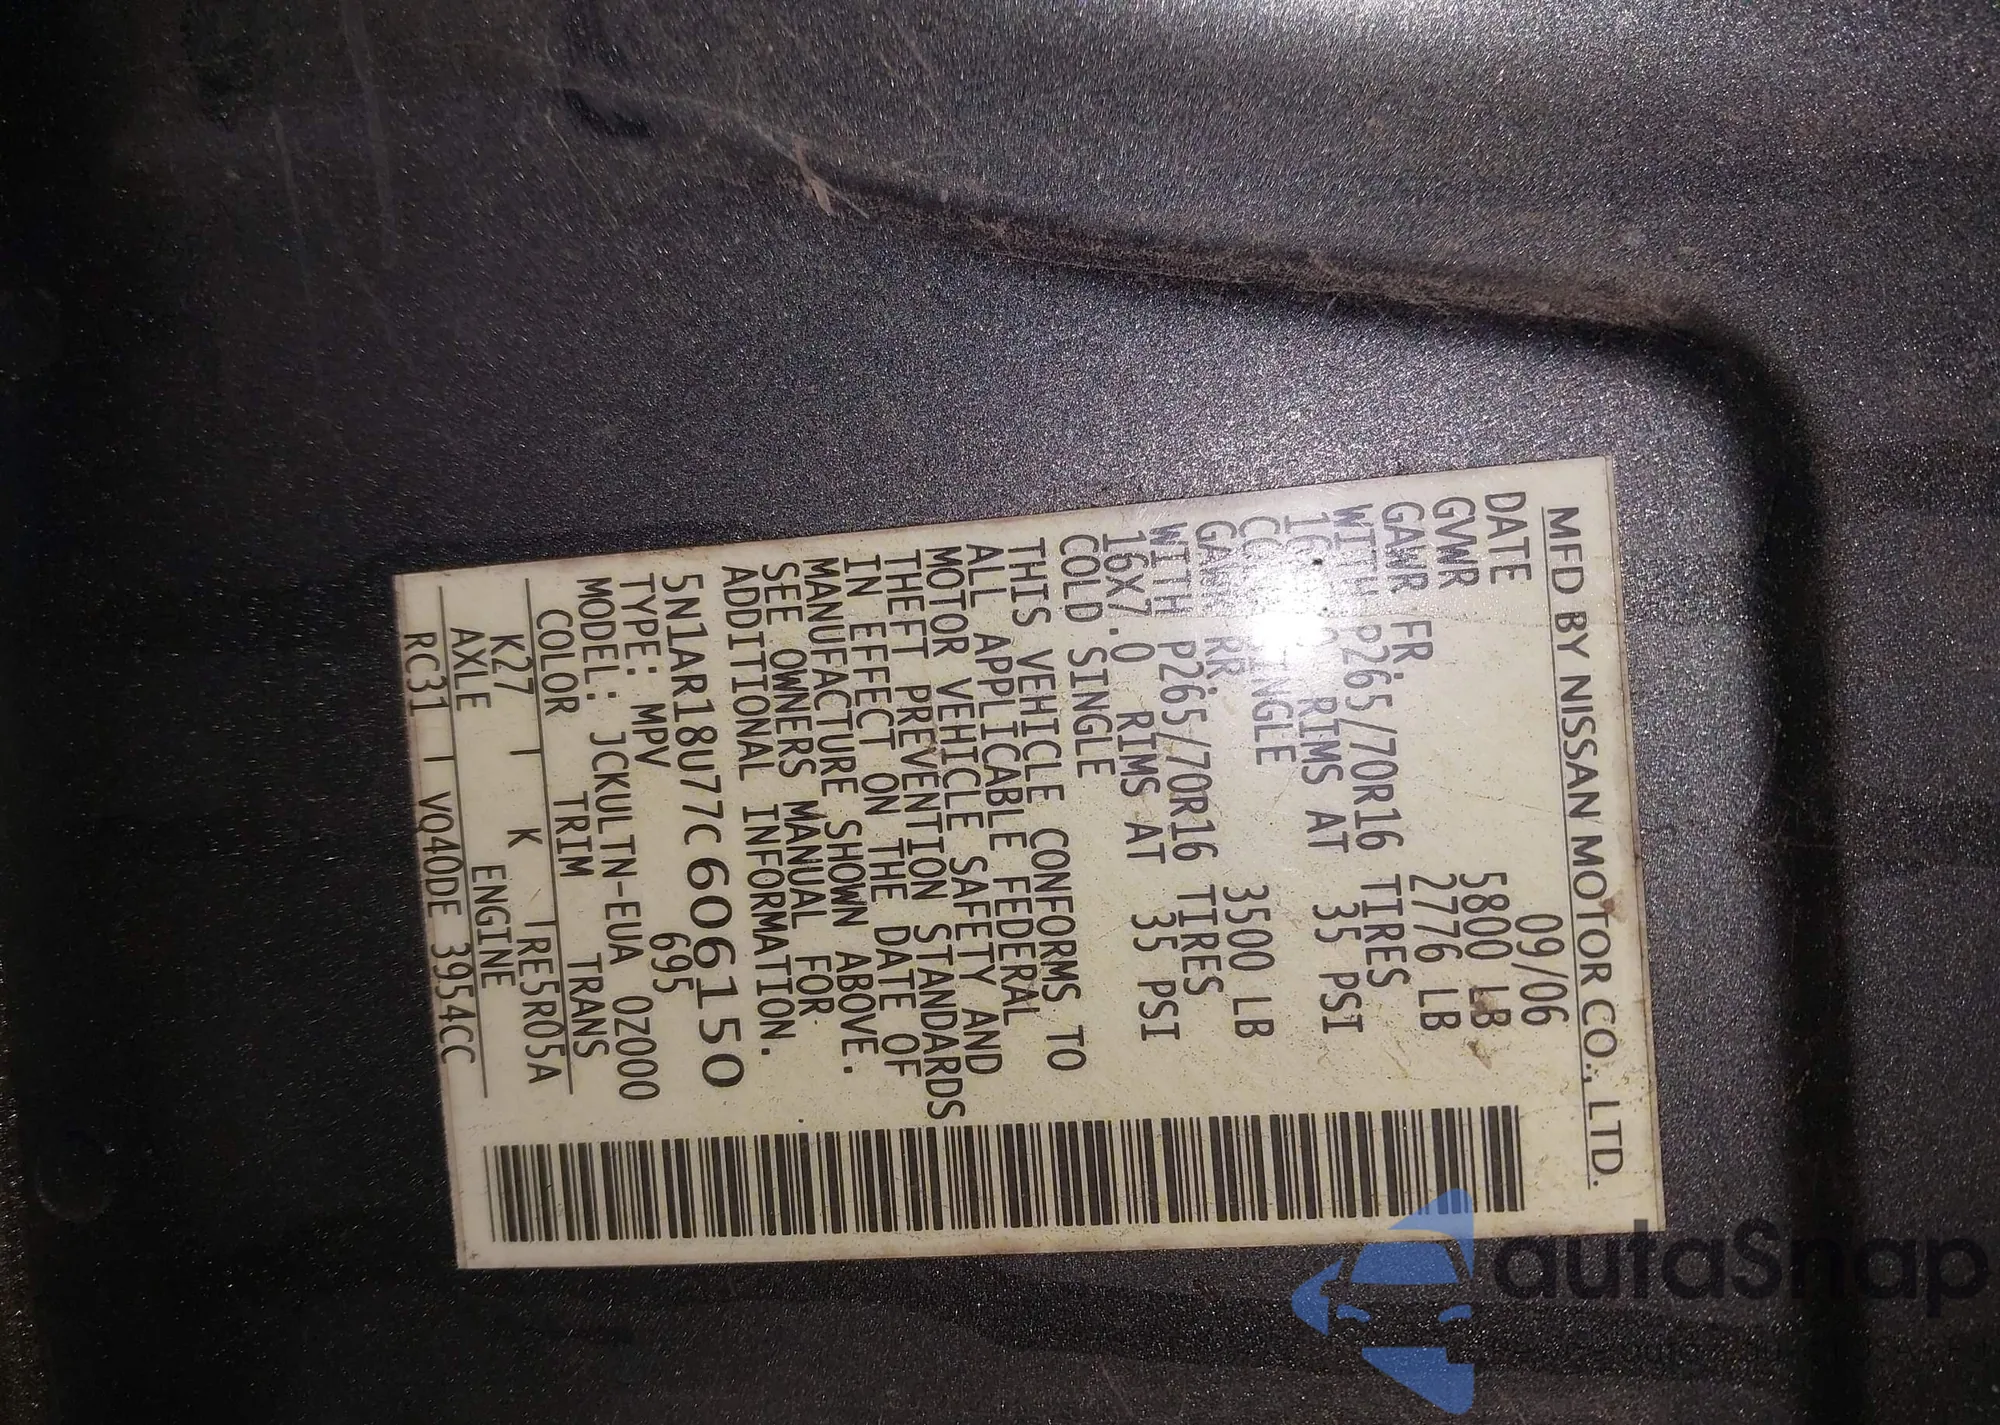 MFD BY NISSAN MOTOR CO., LTD.
DATE 09/06
GVWR 5800 LB
GAWR FR. 2776 LB
WITH P265/70R16 TIRES
RIMS AT 35 PSI
GAWR RR. 3500 LB
WITH P265/70R16 TIRES
16X7.0 RIMS AT 35 PSI
COLD SINGLE
THIS VEHICLE CONFORMS TO
ALL APPLICABLE FEDERAL
MOTOR VEHICLE SAFETY AND
THEFT PREVENTION STANDARDS
IN EFFECT ON THE DATE OF
MANUFACTURE SHOWN ABOVE.
SEE OWNERS MANUAL FOR
ADDITIONAL INFORMATION.
5N1AR18U77C606150
TYPE: MPV 695
MODEL: JCKULTN-EUA 0Z000
COLOR TRIM TRANS
K27 K RE5R05A
AXLE ENGINE
RC31 VQ40DE 3954CC
autaSnap